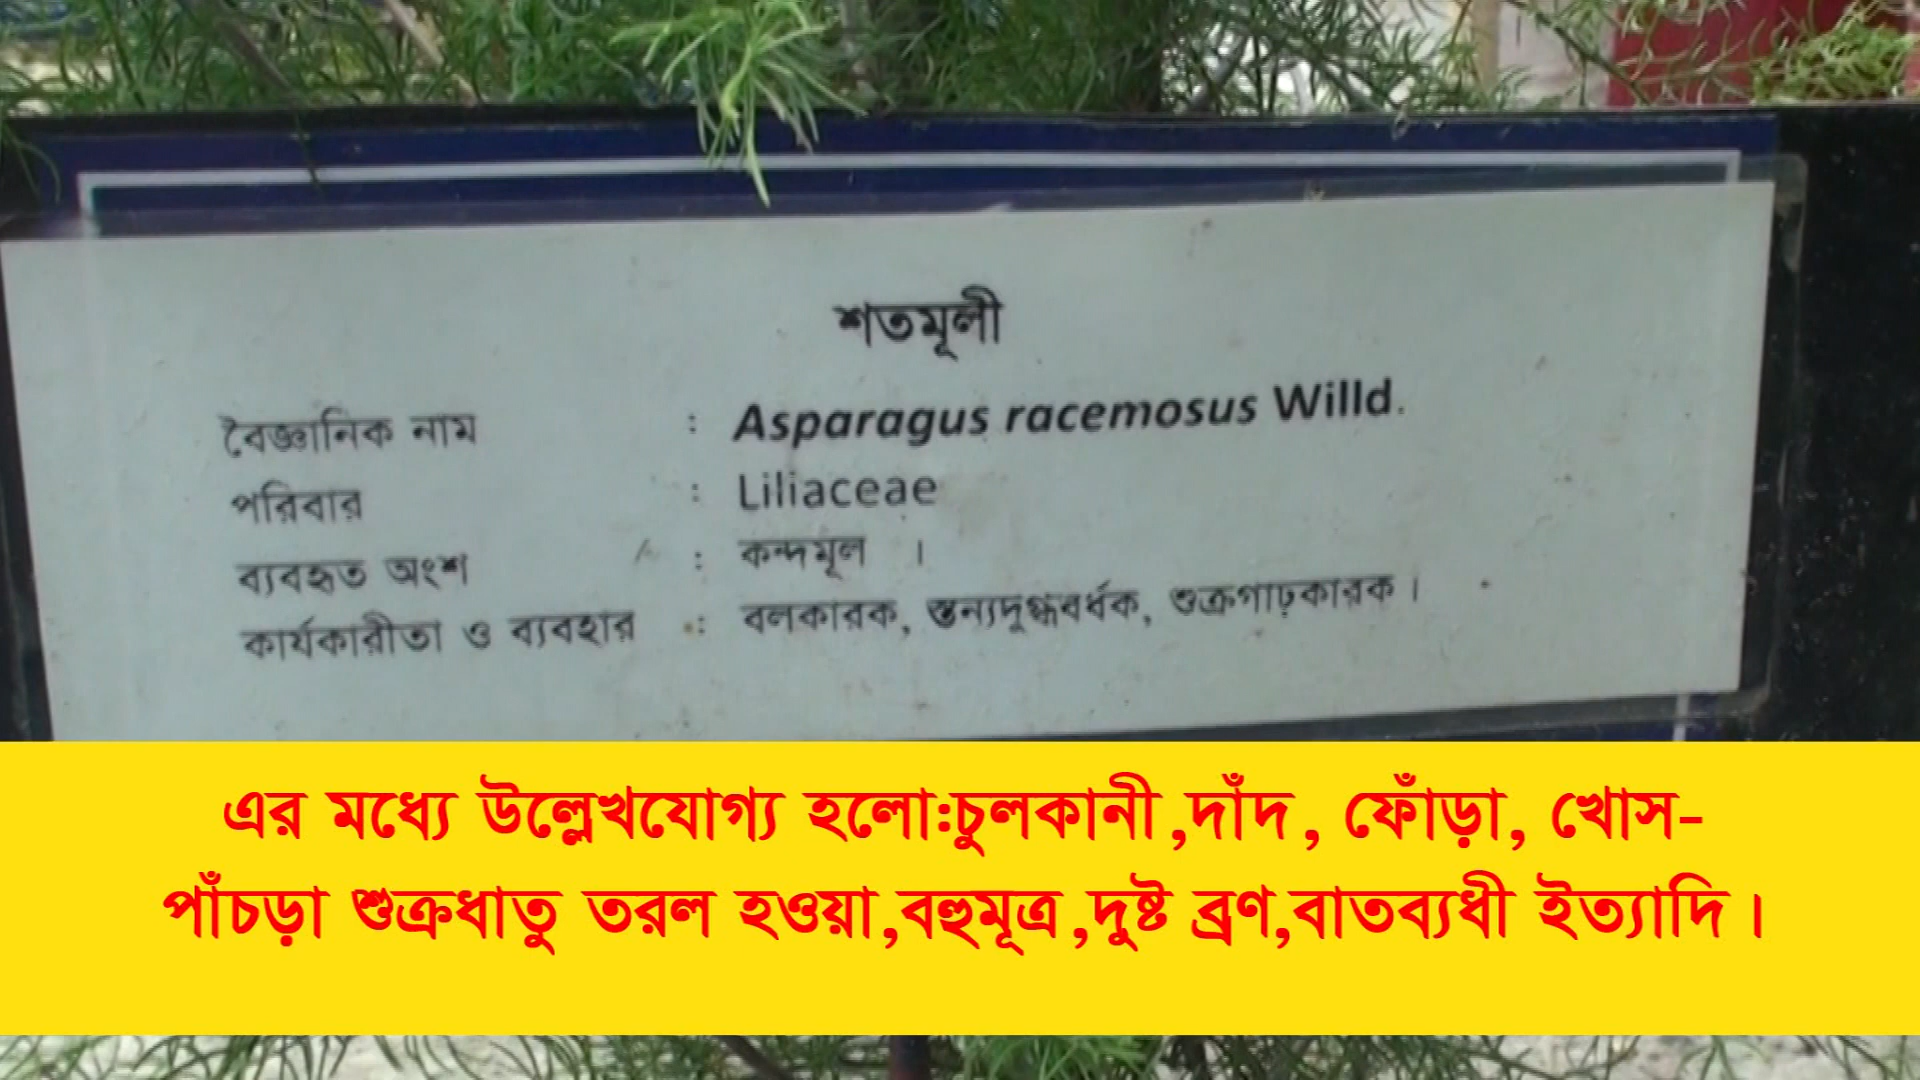 শতমূলী
বৈজ্ঞানিক নাম : Asparagus racemosus Willd.
পরিবার : Liliaceae
ব্যবহৃত অংশ : কন্দমূল ।
কার্যকারীতা ও ব্যবহার : বলকারক, স্তন্যদুগ্ধবর্ধক, শুক্রগাঢ়কারক।
এর মধ্যে উল্লেখযোগ্য হলোঃচুলকানী,দাঁদ, ফোঁড়া, খোস-
পাঁচড়া শুক্রধাতু তরল হওয়া,বহুমূত্র,দুষ্ট ব্রণ,বাতব্যধী ইত্যাদি।